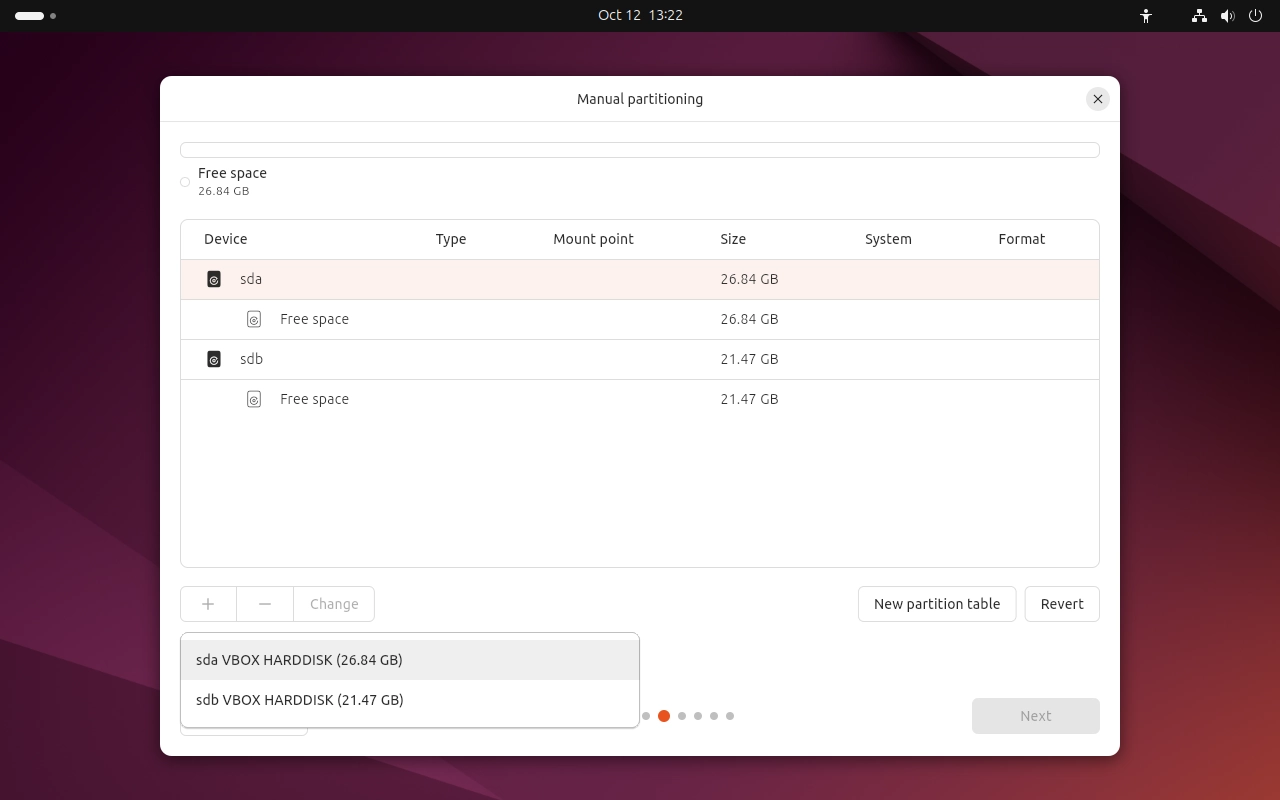 Oct 12 13:22
Manual partitioning
Free space
26.84 GB
Device Type Mount point Size System Format
sda 26.84 GB
Free space 26.84 GB
sdb 21.47 GB
Free space 21.47 GB
+ − Change New partition table Revert
sda VBOX HARDDISK (26.84 GB)
sdb VBOX HARDDISK (21.47 GB)
Next